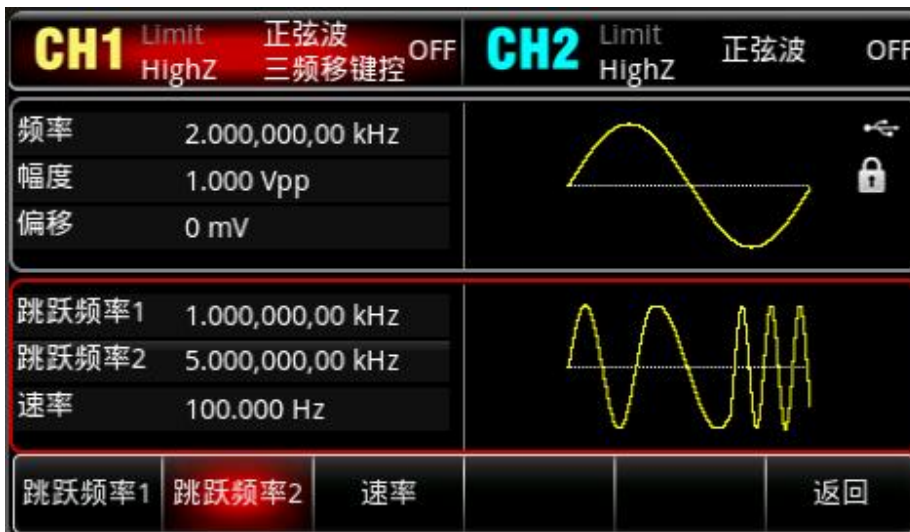 CH1 Limit 正弦波 OFF CH2 Limit 正弦波 OFF
HighZ 三频移键控 HighZ
频率 2.000,000,00 kHz
幅度 1.000 Vpp
偏移 0 mV
跳跃频率1 1.000,000,00 kHz
跳跃频率2 5.000,000,00 kHz
速率 100.000 Hz
跳跃频率1 跳跃频率2 速率 返回